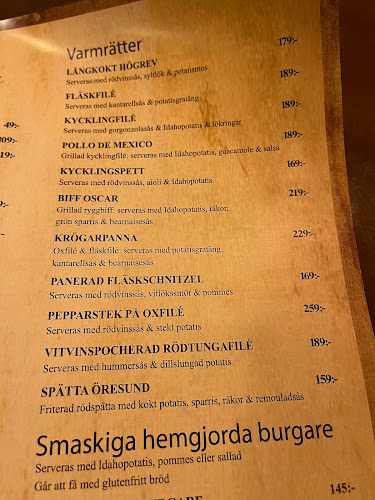 Varmrätter
LÅNGKOKT HÖGREV 179:-
Serveras med rödvinssås, syltlök & potatismos
FLÄSKFILÉ 189:-
Serveras med kantarellsås & potatisgratäng
KYCKLINGFILÉ 189:-
Serveras med gorgonzolasås & Idahopotatis & lökringar
POLLO DE MEXICO 189:-
Grillad kycklingfilé: serveras med Idahopotatis, guacamole & salsa
KYCKLINGSPETT 169:-
Serveras med rödvinssås, aioli & Idahopotatis
BIFF OSCAR 219:-
Grillad ryggbiff: serveras med Idahopotatis, räkor,
grön sparris & bearnaisesås
KRÖGARPANNA 229:-
Oxfilé & fläskfilé: serveras med potatisgratäng,
kantarellsås & bearnaisesås
PANERAD FLÄSKSCHNITZEL 169:-
Serveras med rödvinssås, vitlökssmör & pommes
PEPPARSTEK PÅ OXFILÉ 259:-
Serveras med rödvinssås & stekt potatis
VITVINSPOCHERAD RÖDTUNGAFILÉ 189:-
Serveras med hummersås & dillslungad potatis
SPÄTTA ÖRESUND 159:-
Friterad rödspätta med kokt potatis, sparris, räkor & remouladsås
Smaskiga hemgjorda burgare
Serveras med Idahopotatis, pommes eller sallad
Går att få med glutenfritt bröd
145:-
49:-
109:-
19:-